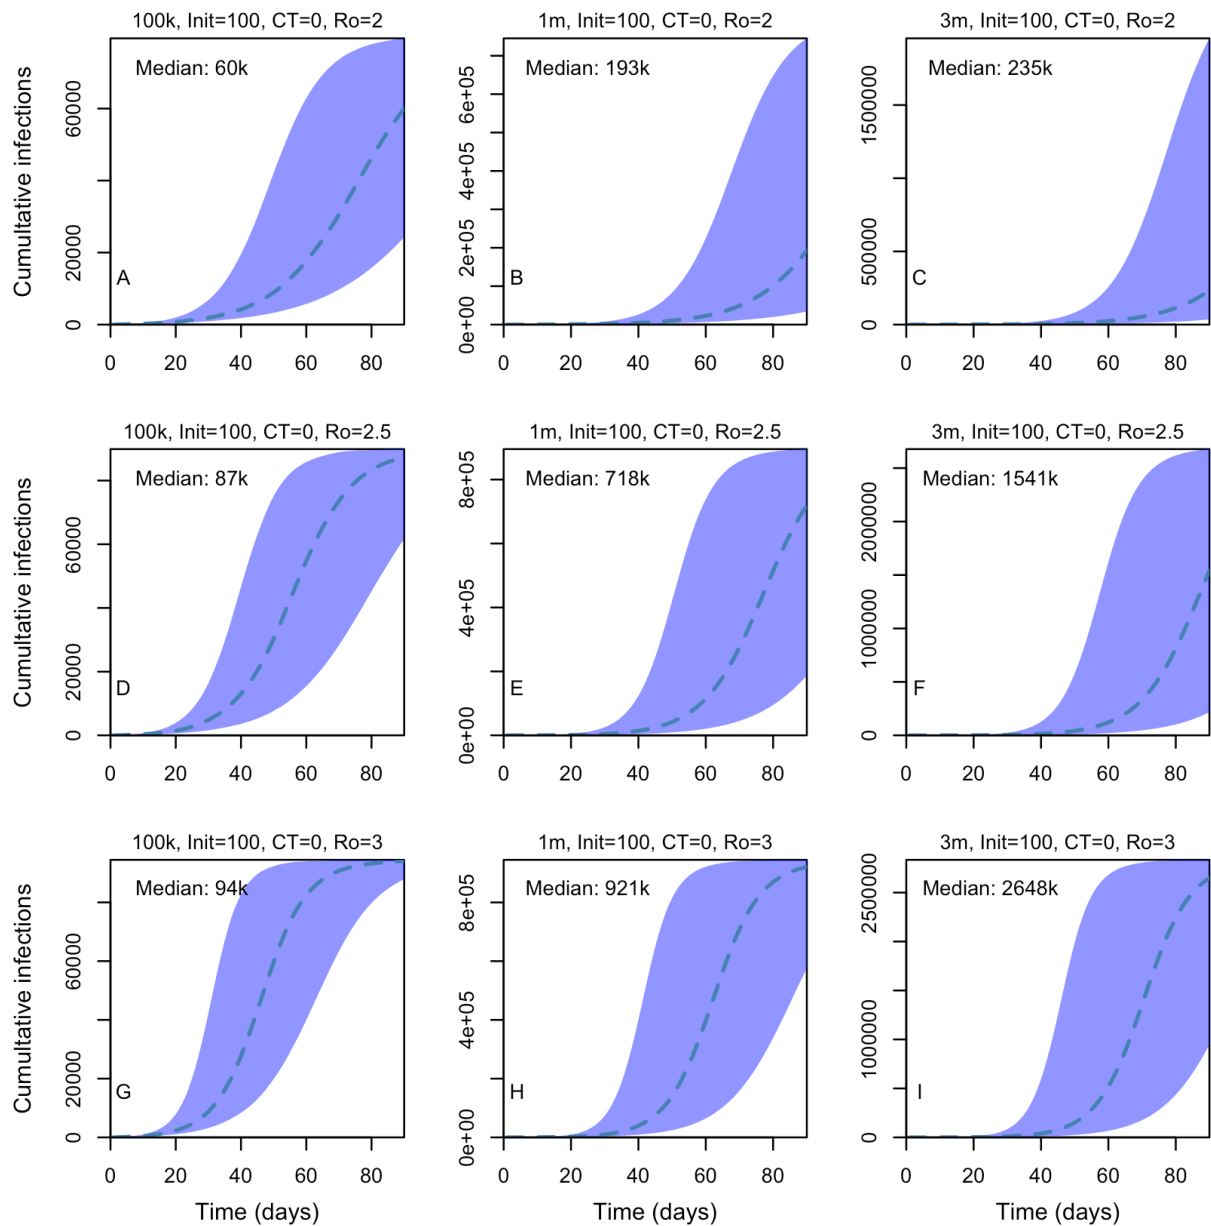 100k, Init=100, CT=0, Ro=2
1m, Init=100, CT=0, Ro=2
3m, Init=100, CT=0, Ro=2
Cumultative infections
Median: 60k
Median: 193k
Median: 235k
60000
20000
0
6e+05
4e+05
2e+05
0e+00
1500000
500000
0
A
B
C
0 20 40 60 80
0 20 40 60 80
0 20 40 60 80
100k, Init=100, CT=0, Ro=2.5
1m, Init=100, CT=0, Ro=2.5
3m, Init=100, CT=0, Ro=2.5
Cumultative infections
Median: 87k
Median: 718k
Median: 1541k
60000
20000
0
8e+05
4e+05
0e+00
2000000
1000000
0
D
E
F
0 20 40 60 80
0 20 40 60 80
0 20 40 60 80
100k, Init=100, CT=0, Ro=3
1m, Init=100, CT=0, Ro=3
3m, Init=100, CT=0, Ro=3
Cumultative infections
Median: 94k
Median: 921k
Median: 2648k
60000
20000
0
8e+05
4e+05
0e+00
2500000
1000000
0
G
H
I
0 20 40 60 80
0 20 40 60 80
0 20 40 60 80
Time (days)
Time (days)
Time (days)